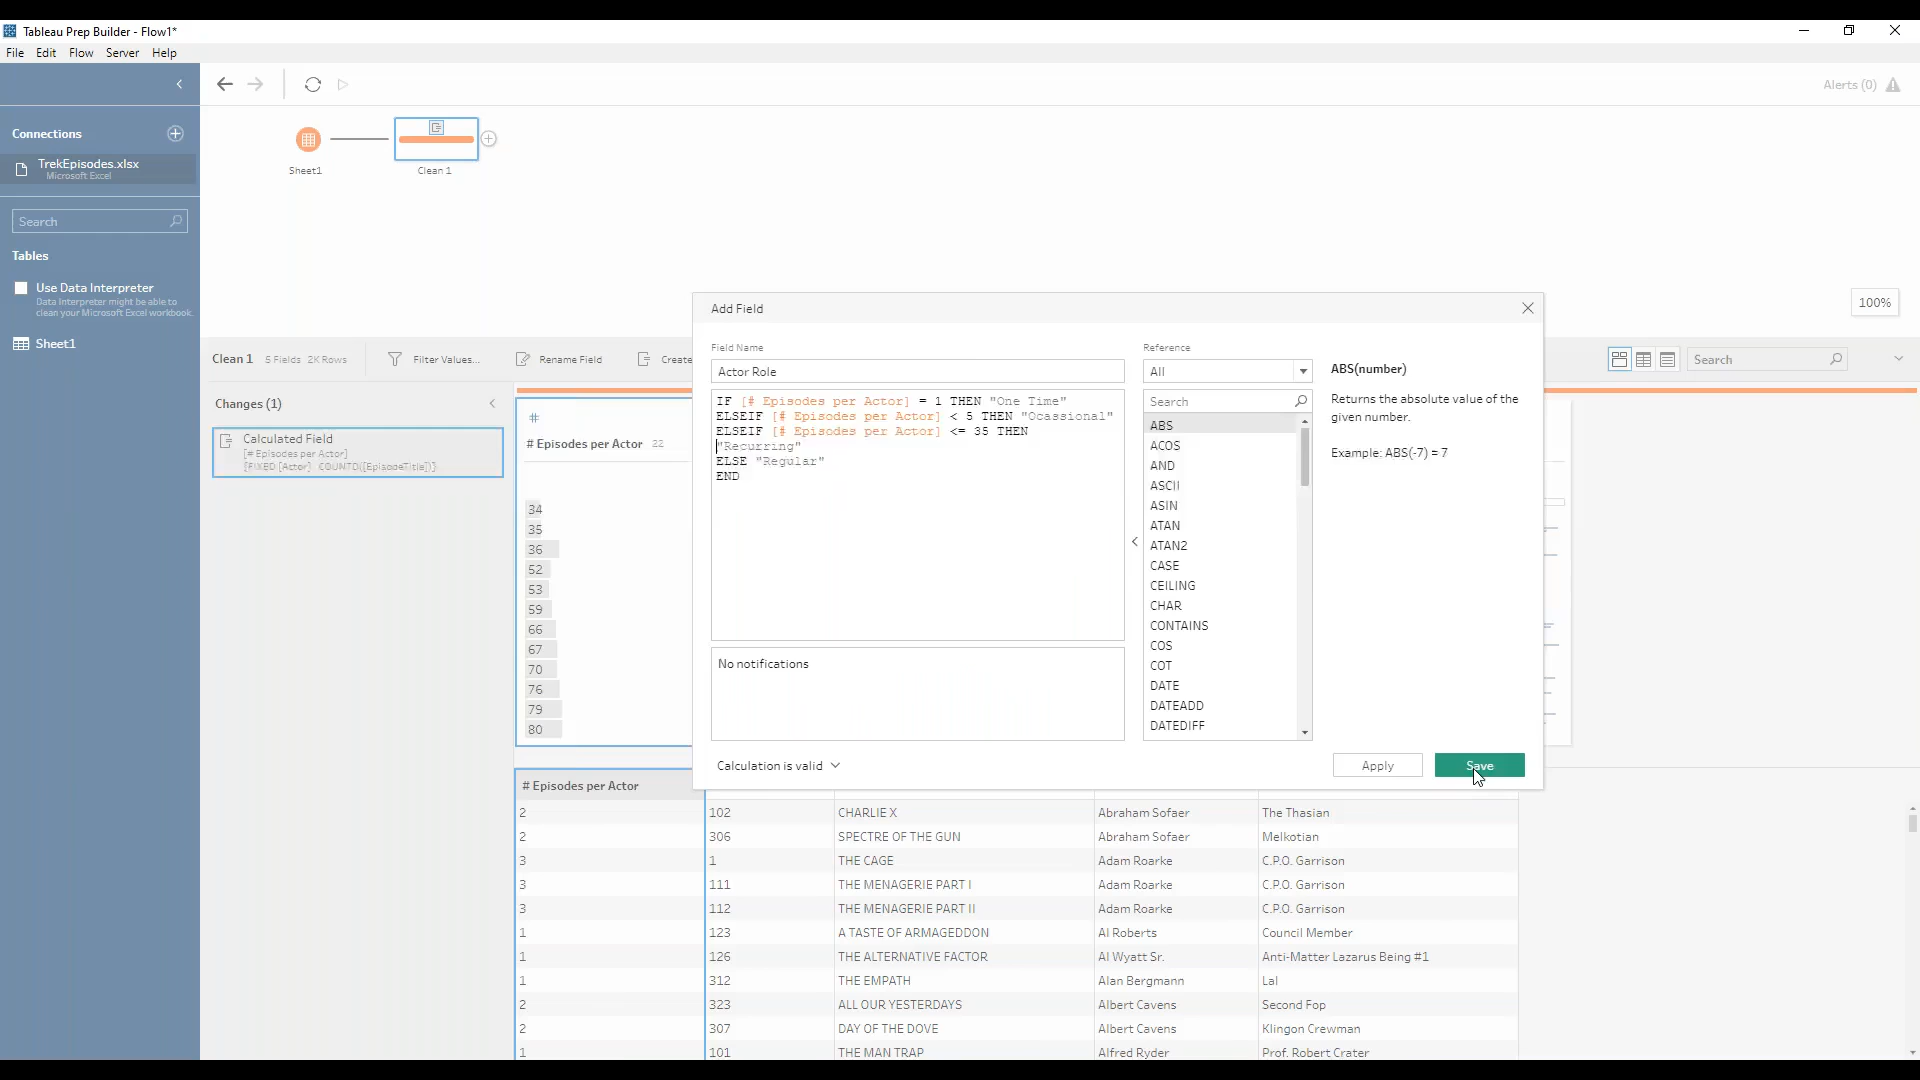 Tableau Prep Builder - Flow1*
File Edit Flow Server Help
Alerts (0)
Connections
TrekEpisodes.xlsx
Microsoft Excel
Search
Tables
Use Data Interpreter
Data Interpreter might be able to
clean your Microsoft Excel workbook.
Sheet1
Sheet1
Clean 1
100%
Clean 1 5 Fields 2K Rows Filter Values... Rename Field Create
Search
Changes (1)
Calculated Field
[# Episodes per Actor]
{FIXED [Actor] : COUNTD([EpisodeTitle])}
#
# Episodes per Actor 22
34
35
36
52
53
59
66
67
70
76
79
80
Add Field
Field Name
Actor Role
IF [# Episodes per Actor] = 1 THEN "One Time"
ELSEIF [# Episodes per Actor] < 5 THEN "Ocassional"
ELSEIF [# Episodes per Actor] <= 35 THEN
"Recurring"
ELSE "Regular"
END
No notifications
Calculation is valid
Reference
All
Search
ABS
ACOS
AND
ASCII
ASIN
ATAN
ATAN2
CASE
CEILING
CHAR
CONTAINS
COS
COT
DATE
DATEADD
DATEDIFF
ABS(number)
Returns the absolute value of the
given number.
Example: ABS(-7) = 7
Apply Save
# Episodes per Actor
2 102 CHARLIE X Abraham Sofaer The Thasian
2 306 SPECTRE OF THE GUN Abraham Sofaer Melkotian
3 1 THE CAGE Adam Roarke C.P.O. Garrison
3 111 THE MENAGERIE PART I Adam Roarke C.P.O. Garrison
3 112 THE MENAGERIE PART II Adam Roarke C.P.O. Garrison
1 123 A TASTE OF ARMAGEDDON Al Roberts Council Member
1 126 THE ALTERNATIVE FACTOR Al Wyatt Sr. Anti-Matter Lazarus Being #1
1 312 THE EMPATH Alan Bergmann Lal
2 323 ALL OUR YESTERDAYS Albert Cavens Second Fop
2 307 DAY OF THE DOVE Albert Cavens Klingon Crewman
1 101 THE MAN TRAP Alfred Ryder Prof. Robert Crater